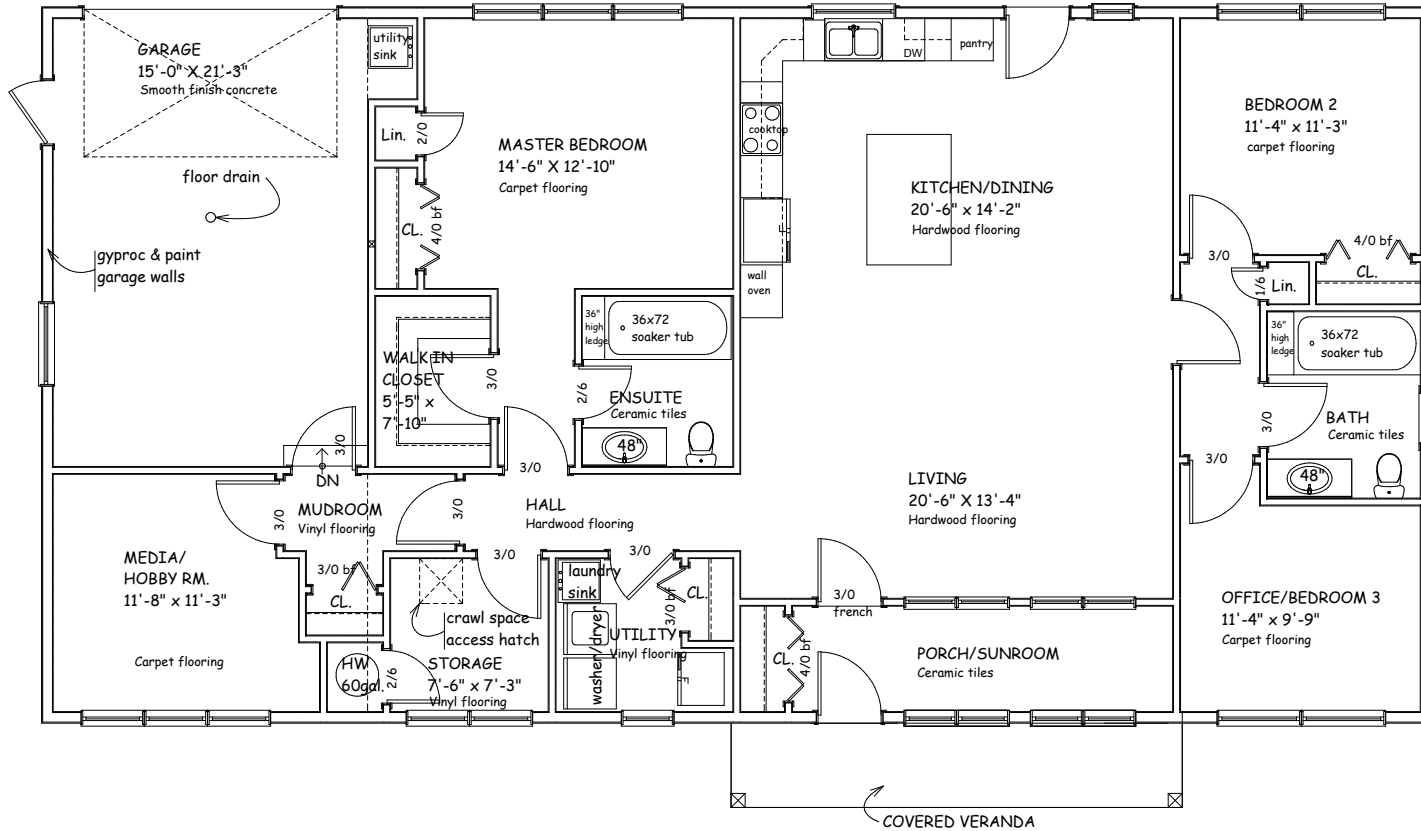 GARAGE
15'-0" X 21'-3"
Smooth finish concrete
utility
sink
floor drain
gyproc & paint
garage walls
Lin.
2/0
CL.
4/0 bf
MASTER BEDROOM
14'-6" X 12'-10"
Carpet flooring
DW
pantry
cooktop
wall
oven
KITCHEN/DINING
20'-6" x 14'-2"
Hardwood flooring
BEDROOM 2
11'-4" x 11'-3"
carpet flooring
3/0
4/0 bf
CL.
1/6
Lin.
WALK IN
CLOSET
5'-5" x
7'-10"
3/0
36"
high
ledge
36x72
soaker tub
2/6
ENSUITE
Ceramic tiles
48"
3/0
36"
high
ledge
36x72
soaker tub
3/0
BATH
Ceramic tiles
48"
3/0
3/0
DN
MUDROOM
Vinyl flooring
3/0
3/0
HALL
Hardwood flooring
LIVING
20'-6" X 13'-4"
Hardwood flooring
MEDIA/
HOBBY RM.
11'-8" x 11'-3"
Carpet flooring
3/0 bf
CL.
3/0
3/0
crawl space
access hatch
HW
60gal.
2/6
STORAGE
7'-6" x 7'-3"
Vinyl flooring
laundry
sink
washer/dryer
UTILITY
Vinyl flooring
3/0 bf
CL.
F
3/0
french
CL.
4/0 bf
PORCH/SUNROOM
Ceramic tiles
OFFICE/BEDROOM 3
11'-4" x 9'-9"
Carpet flooring
COVERED VERANDA